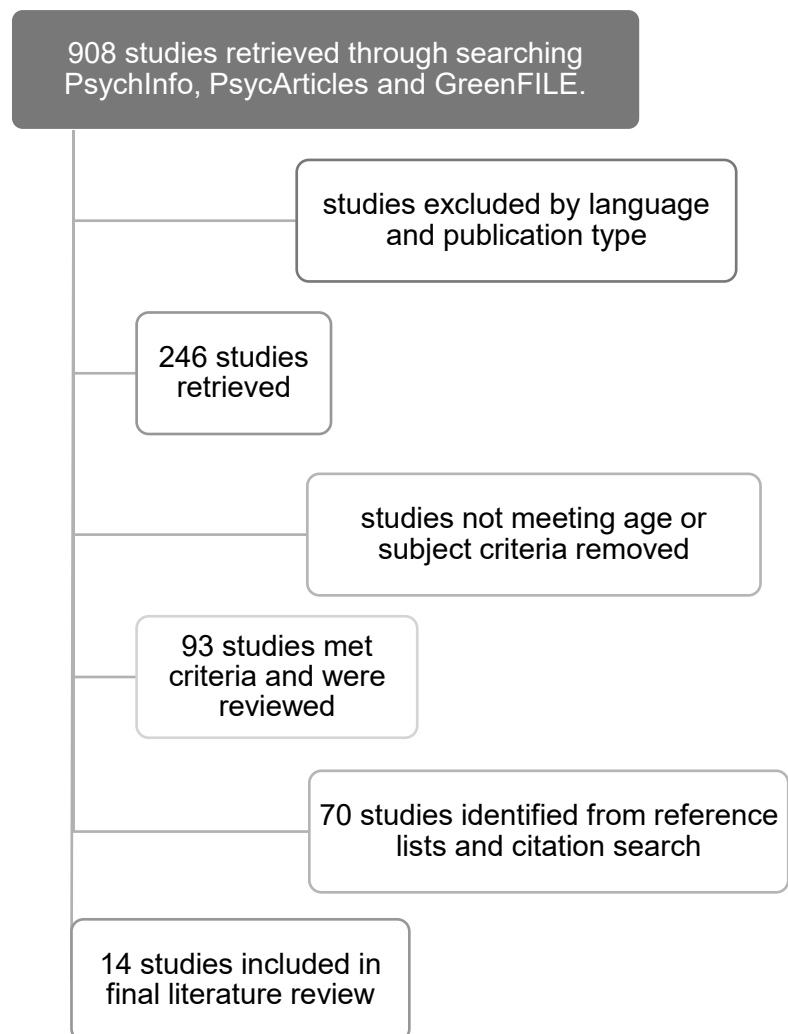 908 studies retrieved through searching
PsychInfo, PsycArticles and GreenFILE.
studies excluded by language
and publication type
246 studies
retrieved
studies not meeting age or
subject criteria removed
93 studies met
criteria and were
reviewed
70 studies identified from reference
lists and citation search
14 studies included in
final literature review